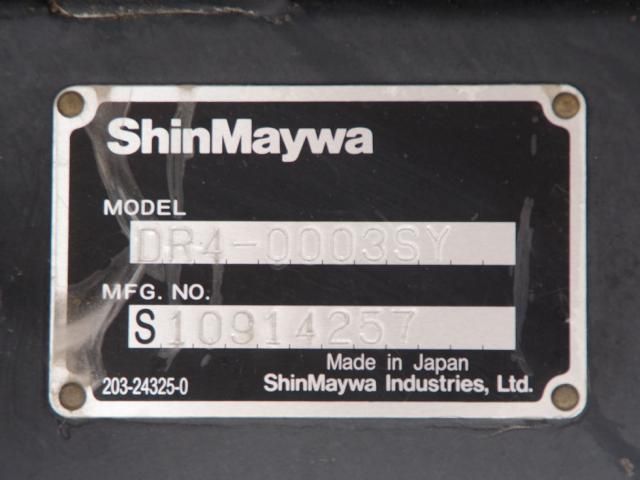 ShinMaywa
MODEL
DR4-0003SY
MFG. NO.
S10914257
Made in Japan
203-24325-0 ShinMaywa Industries, Ltd.